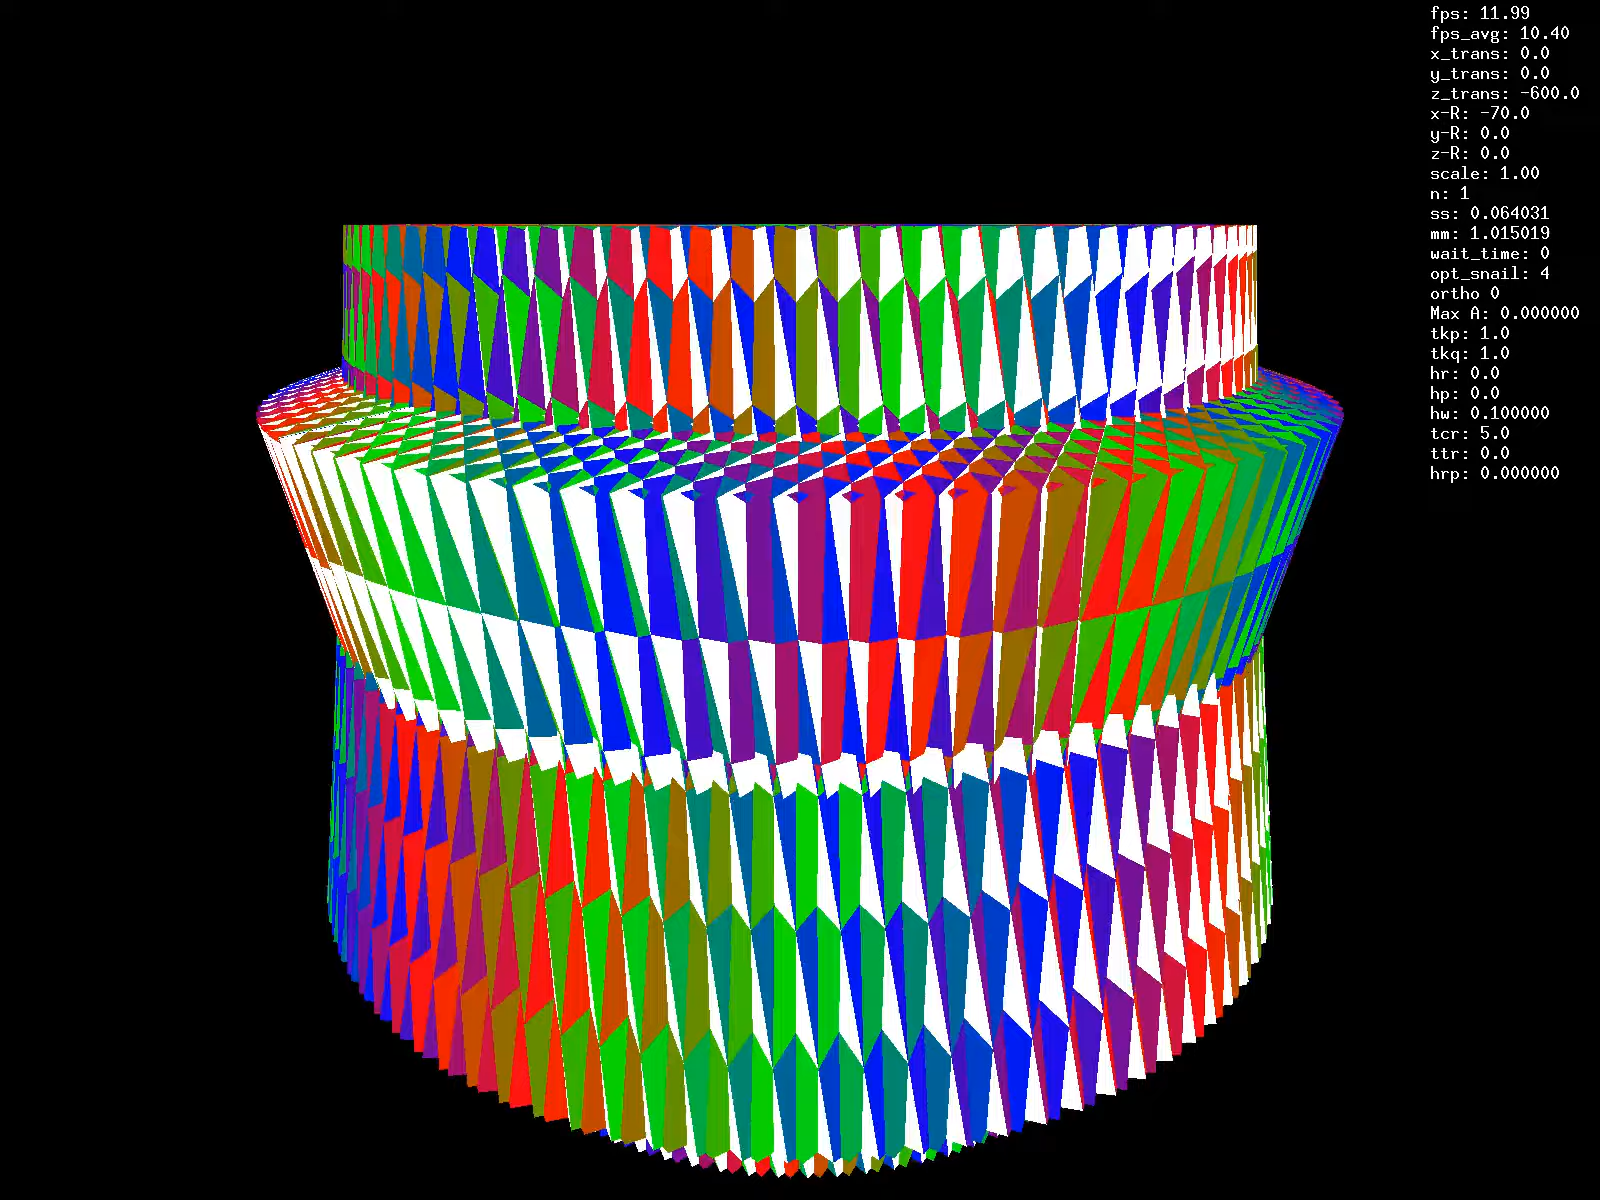 fps: 11.99
fps_avg: 10.40
x_trans: 0.0
y_trans: 0.0
z_trans: -600.0
x-R: -70.0
y-R: 0.0
z-R: 0.0
scale: 1.00
n: 1
ss: 0.064031
mm: 1.015019
wait_time: 0
opt_snail: 4
ortho 0
Max A: 0.000000
tkp: 1.0
tkq: 1.0
hr: 0.0
hp: 0.0
hw: 0.100000
tcr: 5.0
ttr: 0.0
hrp: 0.000000